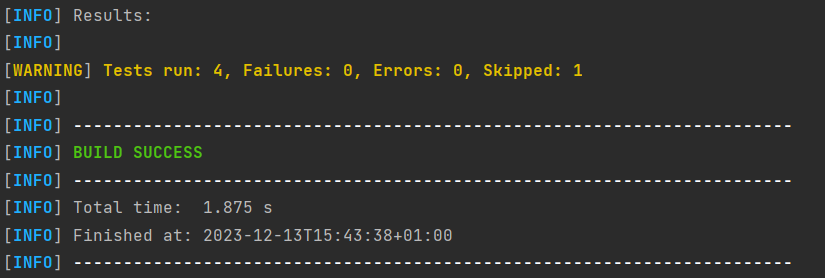 [INFO] Results:
[INFO]
[WARNING] Tests run: 4, Failures: 0, Errors: 0, Skipped: 1
[INFO]
[INFO] ------------------------------------------------------------------------
[INFO] BUILD SUCCESS
[INFO] ------------------------------------------------------------------------
[INFO] Total time:  1.875 s
[INFO] Finished at: 2023-12-13T15:43:38+01:00
[INFO] ------------------------------------------------------------------------